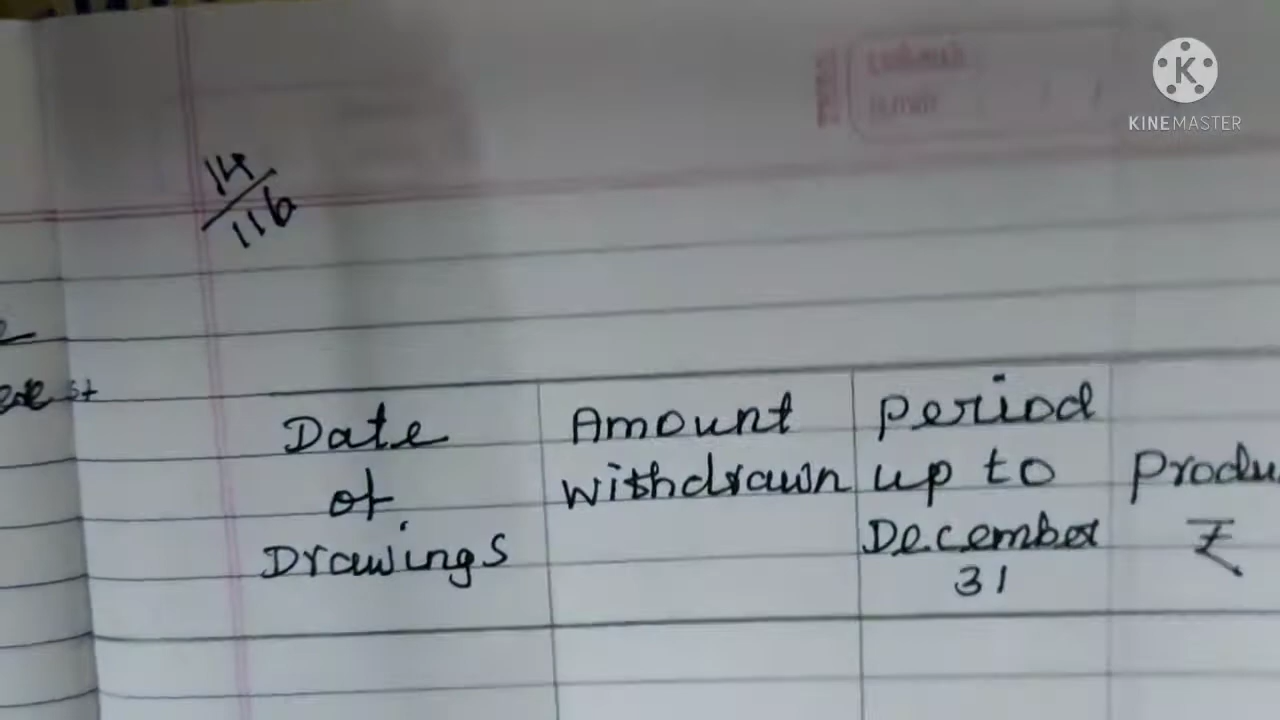 K
KINEMASTER
14/116
Date
of
Drawings
Amount
withdrawn
period
up to
December
31
produ
₹